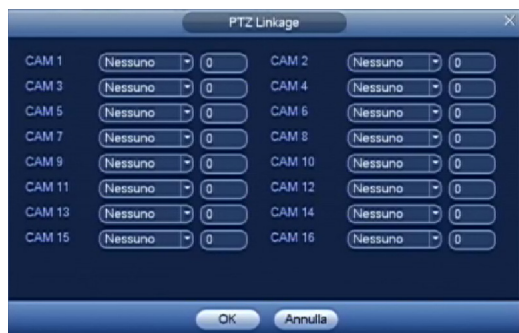 PTZ Linkage
CAM 1 Nessuno 0 CAM 2 Nessuno 0
CAM 3 Nessuno 0 CAM 4 Nessuno 0
CAM 5 Nessuno 0 CAM 6 Nessuno 0
CAM 7 Nessuno 0 CAM 8 Nessuno 0
CAM 9 Nessuno 0 CAM 10 Nessuno 0
CAM 11 Nessuno 0 CAM 12 Nessuno 0
CAM 13 Nessuno 0 CAM 14 Nessuno 0
CAM 15 Nessuno 0 CAM 16 Nessuno 0
OK Annulla